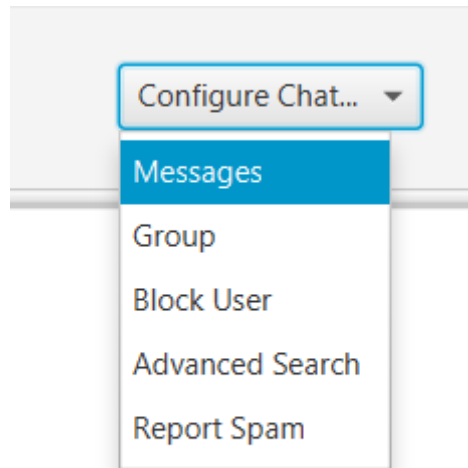 Configure Chat...
Messages
Group
Block User
Advanced Search
Report Spam